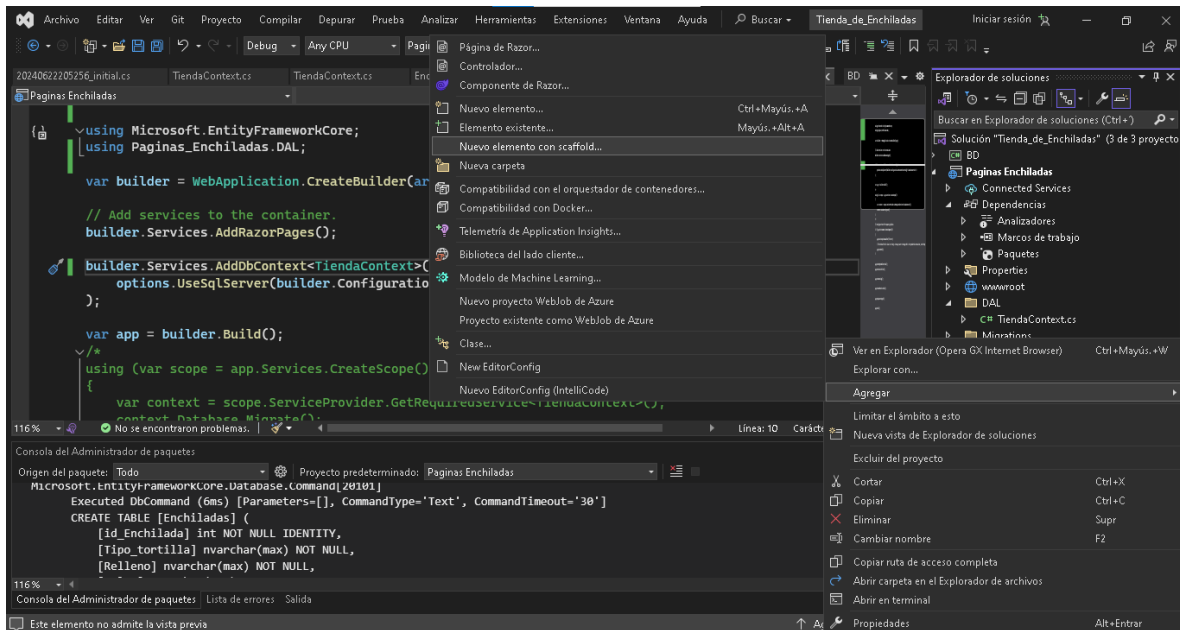 Archivo Editar Ver Git Proyecto Compilar Depurar Prueba Analizar Herramientas Extensiones Ventana Ayuda Buscar Tienda_de_Enchiladas Iniciar sesión
Debug Any CPU
20240622205256_initial.cs TiendaContext.cs TiendaContext.cs BD
Paginas Enchiladas
using Microsoft.EntityFrameworkCore;
using Paginas_Enchiladas.DAL;
var builder = WebApplication.CreateBuilder(
// Add services to the container.
builder.Services.AddRazorPages();
builder.Services.AddDbContext<TiendaContext>(
options.UseSqlServer(builder.
);
var app = builder.Build();
/*
using (var scope = app.Services.CreateScope()
{
var context = scope.ServiceProvider.GetRequiredService<TiendaContext>();
context.Database.Migrate();
116 % No se encontraron problemas. Línea: 10
Página de Razor...
Controlador...
Componente de Razor...
Nuevo elemento... Ctrl+Mayús.+A
Elemento existente... Mayús.+Alt+A
Nuevo elemento con scaffold...
Nueva carpeta
Compatibilidad con el orquestador de contenedores...
Compatibilidad con Docker...
Telemetría de Application Insights...
Biblioteca del lado cliente...
Modelo de Machine Learning...
Nuevo proyecto WebJob de Azure
Proyecto existente como WebJob de Azure
Clase...
New EditorConfig
Nuevo EditorConfig (IntelliCode)
Explorador de soluciones
Buscar en Explorador de soluciones (Ctrl+')
Solución "Tienda_de_Enchiladas" (3 de 3 proyecto
BD
Paginas Enchiladas
Connected Services
Dependencias
Analizadores
Marcos de trabajo
Paquetes
Properties
wwwroot
DAL
C# TiendaContext.cs
Migrations
Ver en Explorador (Opera GX Internet Browser) Ctrl+Mayús.+W
Explorar con...
Agregar
Limitar el ámbito a esto
Nueva vista de Explorador de soluciones
Excluir del proyecto
Cortar Ctrl+X
Copiar Ctrl+C
Eliminar Supr
Cambiar nombre F2
Copiar ruta de acceso completa
Abrir carpeta en el Explorador de archivos
Abrir en terminal
Propiedades Alt+Entrar
Consola del Administrador de paquetes
Origen del paquete: Todo Proyecto predeterminado: Paginas Enchiladas
Microsoft.EntityFrameworkCore.Database.Command[20101]
Executed DbCommand (6ms) [Parameters=[], CommandType='Text', CommandTimeout='30']
CREATE TABLE [Enchiladas] (
[id_Enchilada] int NOT NULL IDENTITY,
[Tipo_tortilla] nvarchar(max) NOT NULL,
[Relleno] nvarchar(max) NOT NULL,
116 %
Consola del Administrador de paquetes Lista de errores Salida
Este elemento no admite la vista previa